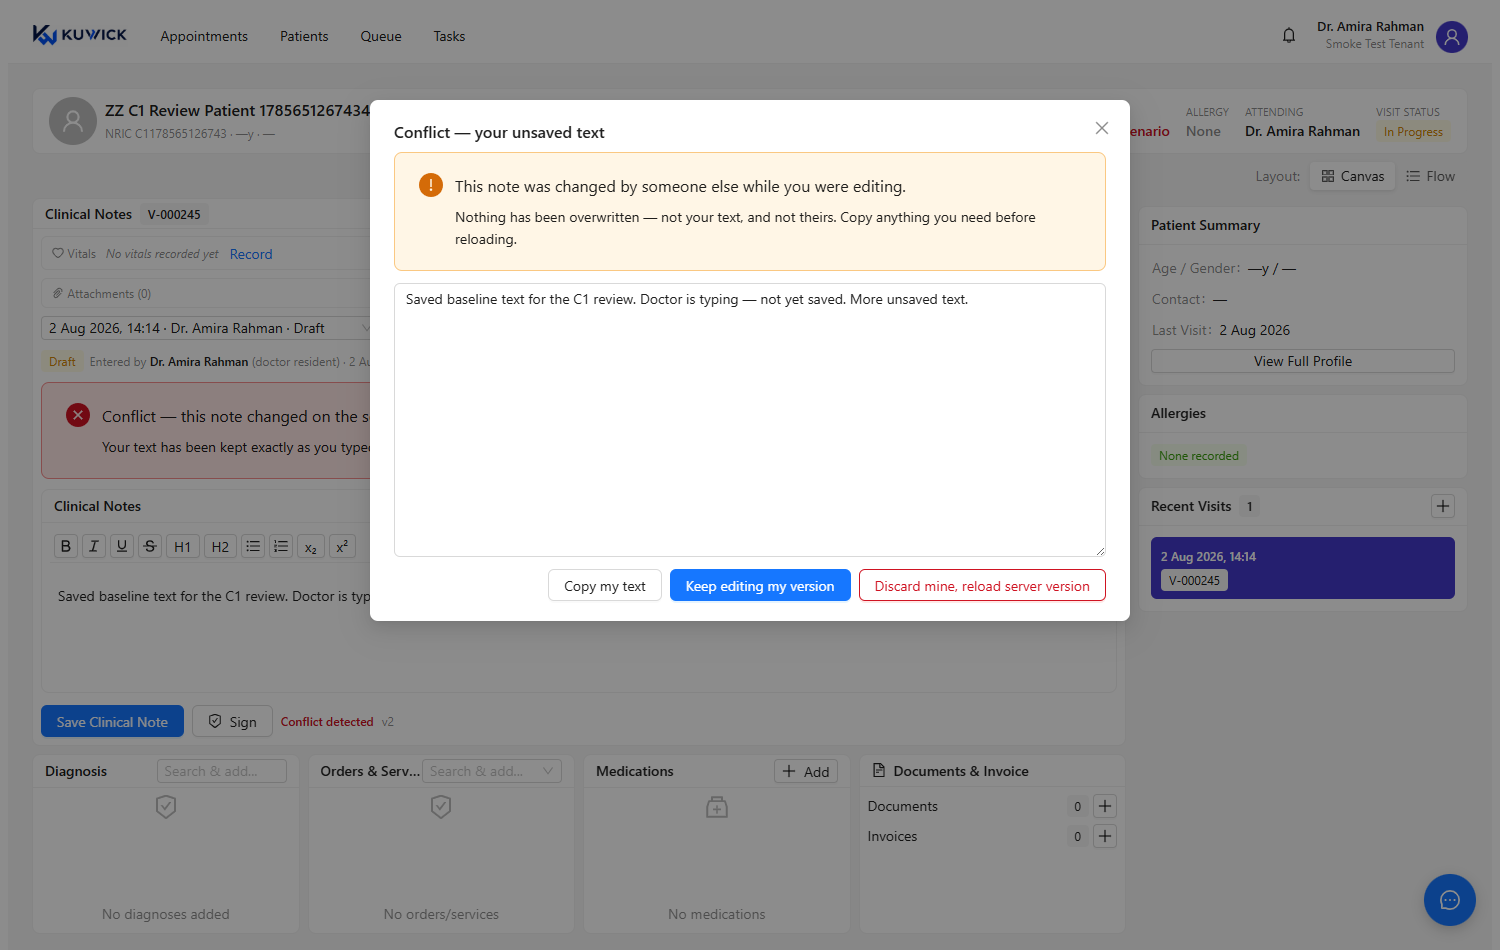 KUWICK
Appointments
Patients
Queue
Tasks
Dr. Amira Rahman
Smoke Test Tenant
ZZ C1 Review Patient 1785651267434
NRIC C1178565126743 · —y · —
enario
ALLERGY
None
ATTENDING
Dr. Amira Rahman
VISIT STATUS
In Progress
Layout:
Canvas
Flow
Conflict — your unsaved text
This note was changed by someone else while you were editing.
Nothing has been overwritten — not your text, and not theirs. Copy anything you need before
reloading.
Saved baseline text for the C1 review. Doctor is typing — not yet saved. More unsaved text.
Copy my text
Keep editing my version
Discard mine, reload server version
Clinical Notes
V-000245
Vitals
No vitals recorded yet
Record
Attachments (0)
2 Aug 2026, 14:14 · Dr. Amira Rahman · Draft
Draft
Entered by Dr. Amira Rahman (doctor resident) · 2
Conflict — this note changed on the
Your text has been kept exactly as you
Clinical Notes
B
I
U
S
H1
H2
x₂
x²
Saved baseline text for the C1 review. Doctor is
Save Clinical Note
Sign
Conflict detected
v2
Patient Summary
Age / Gender: —y / —
Contact: —
Last Visit: 2 Aug 2026
View Full Profile
Allergies
None recorded
Recent Visits
1
2 Aug 2026, 14:14
V-000245
Diagnosis
Search & add...
No diagnoses added
Orders & Serv...
Search & add...
No orders/services
Medications
Add
No medications
Documents & Invoice
Documents
0
Invoices
0